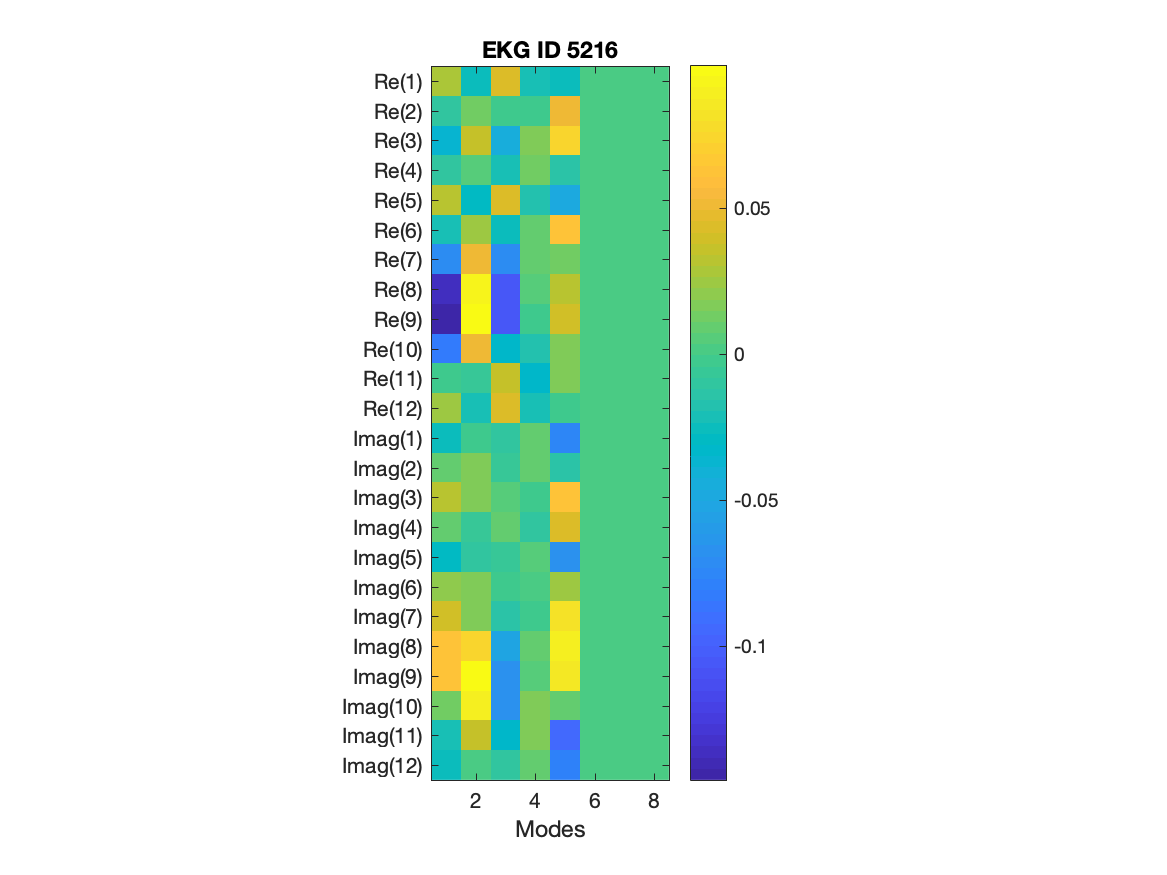 EKG ID 5216
Re(1)
Re(2)
Re(3)
Re(4)
Re(5)
Re(6)
Re(7)
Re(8)
Re(9)
Re(10)
Re(11)
Re(12)
Imag(1)
Imag(2)
Imag(3)
Imag(4)
Imag(5)
Imag(6)
Imag(7)
Imag(8)
Imag(9)
Imag(10)
Imag(11)
Imag(12)
2 4 6 8
Modes
0.05
0
-0.05
-0.1